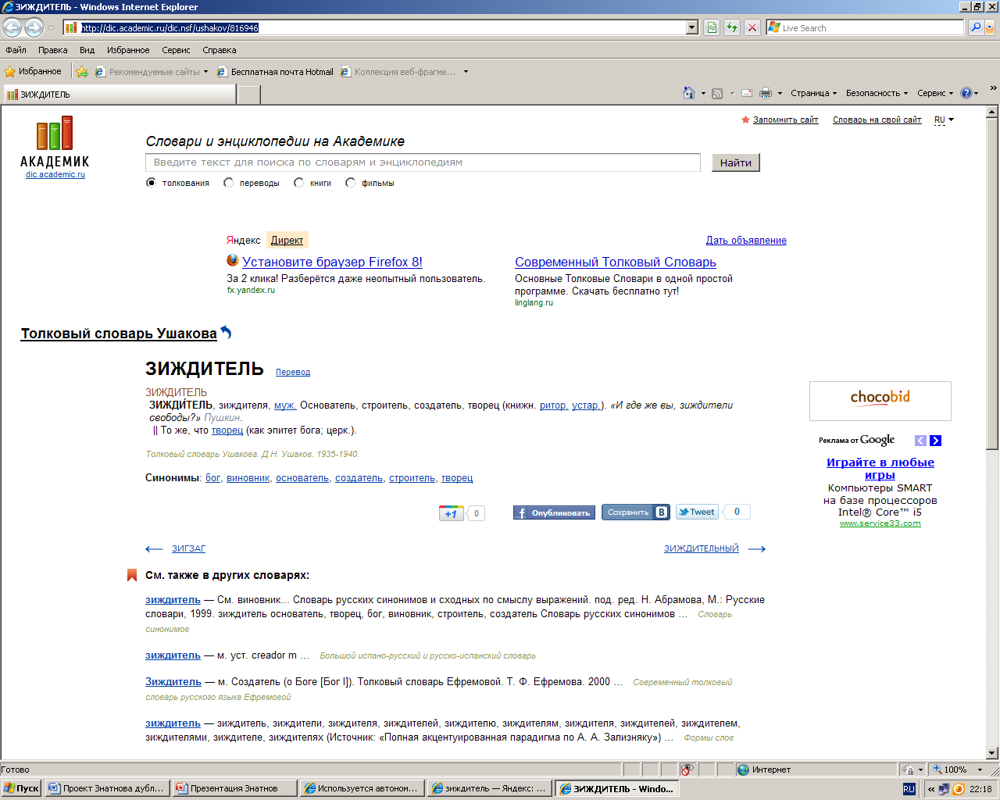 ЗИЖДИТЕЛЬ - Windows Internet Explorer
http://dic.academic.ru/dic.nsf/ushakov/816946
Live Search
Файл Правка Вид Избранное Сервис Справка
Избранное Рекомендуемые сайты Бесплатная почта Hotmail Коллекция веб-фрагме...
ЗИЖДИТЕЛЬ
Страница Безопасность Сервис
Запомнить сайт Словарь на свой сайт RU
АКАДЕМИК
dic.academic.ru
Словари и энциклопедии на Академике
Введите текст для поиска по словарям и энциклопедиям
Найти
толкования переводы книги фильмы
Яндекс Директ
Дать объявление
Установите браузер Firefox 8!
За 2 клика! Разберётся даже неопытный пользователь.
fx.yandex.ru
Современный Толковый Словарь
Основные Толковые Словари в одной простой
программе. Скачать бесплатно тут!
linglang.ru
Толковый словарь Ушакова
ЗИЖДИТЕЛЬ Перевод
ЗИЖДИТЕЛЬ
ЗИЖДИ́ТЕЛЬ, зиждителя, муж. Основатель, строитель, создатель, творец (книжн. ритор. устар.). «И где же вы, зиждители
свободы?» Пушкин.
|| То же, что творец (как эпитет бога; церк.).
Толковый словарь Ушакова. Д.Н. Ушаков. 1935-1940.
Синонимы: бог, виновник, основатель, создатель, строитель, творец
+1 0 Опубликовать Сохранить B Tweet 0
ЗИГЗАГ
ЗИЖДИТЕЛЬНЫЙ
См. также в других словарях:
зиждитель — См. виновник... Словарь русских синонимов и сходных по смыслу выражений. под. ред. Н. Абрамова, М.: Русские
словари, 1999. зиждитель основатель, творец, бог, виновник, строитель, создатель Словарь русских синонимов … Словарь
синонимов
зиждитель — м. уст. creador m … Большой испано-русский и русско-испанский словарь
Зиждитель — м. Создатель (о Боге [Бог I]). Толковый словарь Ефремовой. Т. Ф. Ефремова. 2000 … Современный толковый
словарь русского языка Ефремовой
зиждитель — зиждитель, зиждители, зиждителя, зиждителей, зиждителю, зиждителям, зиждителя, зиждителей, зиждителем,
зиждителями, зиждителе, зиждителях (Источник: «Полная акцентуированная парадигма по А. А. Зализняку») … Формы слов
chocobid
Реклама от Google
Играйте в любые
игры
Компьютеры SMART
на базе процессоров
Intel® Core™ i5
www.service33.com
Готово
Интернет
100%
Пуск
Проект Знатнова дубл...
Презентация Знатнов
Используется автоном...
зиждитель — Яндекс: ...
ЗИЖДИТЕЛЬ - Windo...
RU
22:18